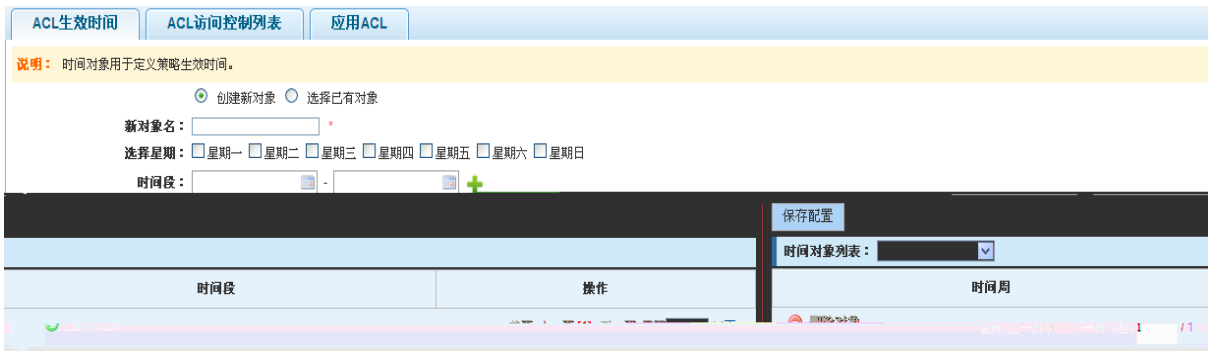 ACL生效时间 ACL访问控制列表 应用ACL
说明： 时间对象用于定义策略生效时间。
创建新对象 选择已有对象
新对象名： *
选择星期： 星期一 星期二 星期三 星期四 星期五 星期六 星期日
时间段： -
保存配置
时间对象列表：
时间段 操作 时间周
删除对象
1 / 1